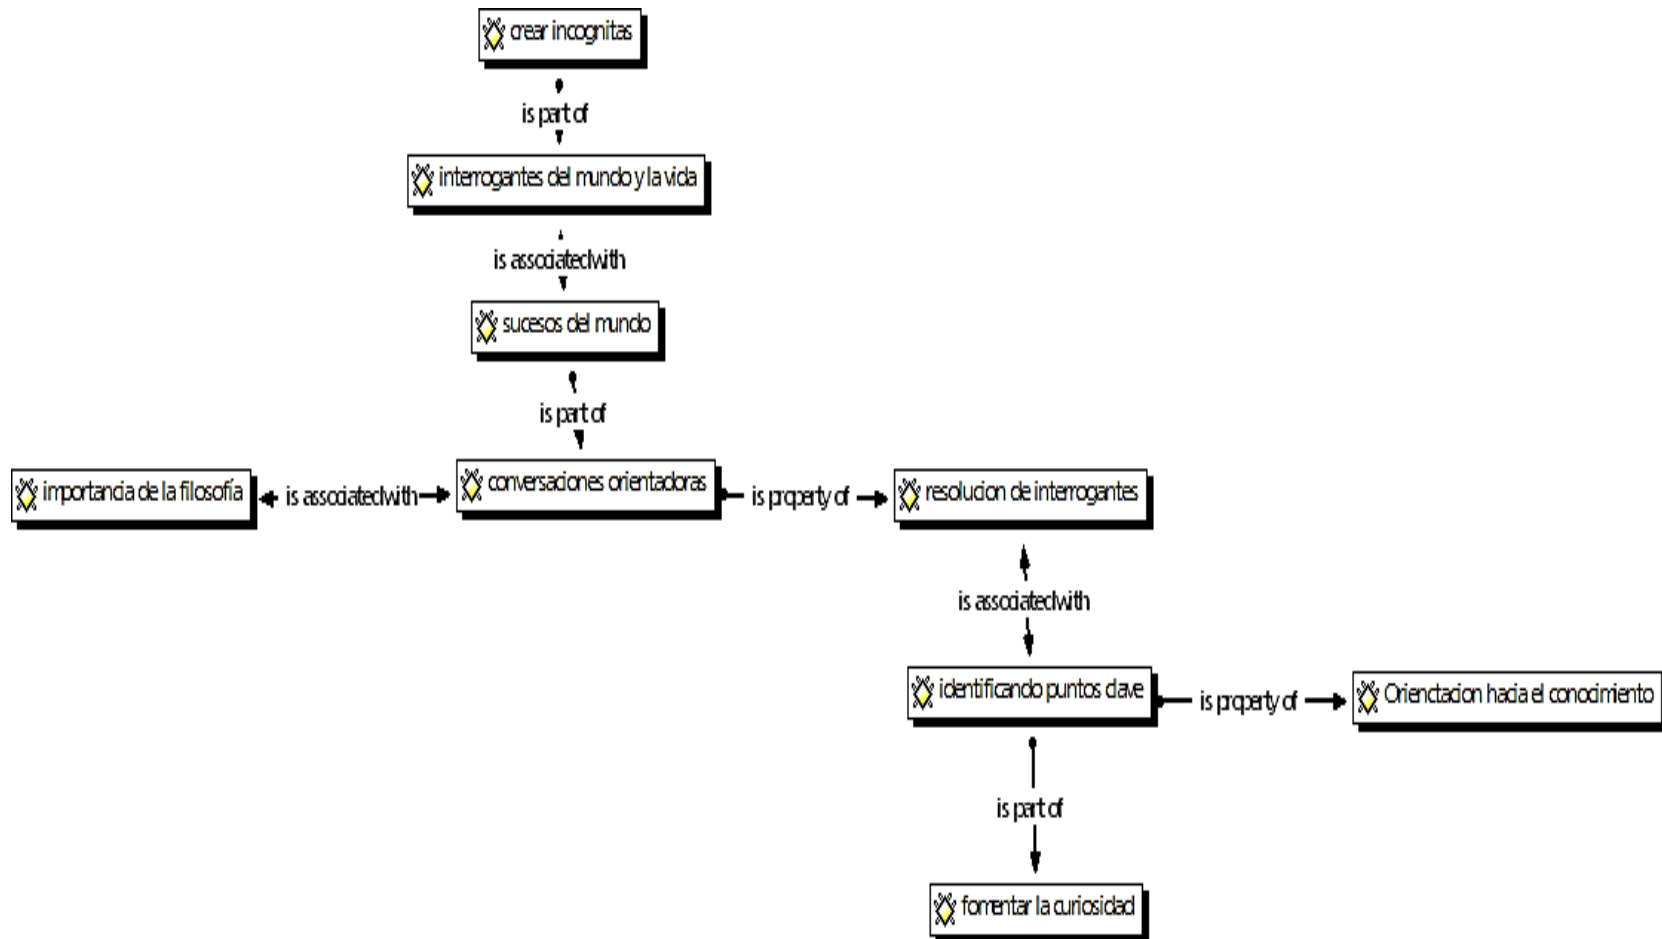 crear incognitas
is part of
interrogantes del mundo y la vida
is associated with
sucesos del mundo
is part of
importancia de la filosofía
is associated with
conversaciones orientadoras
is property of
resolucion de interrogantes
is associated with
identificando puntos clave
is property of
Orienctacion hacia el conocimiento
is part of
fomentar la curiosidad